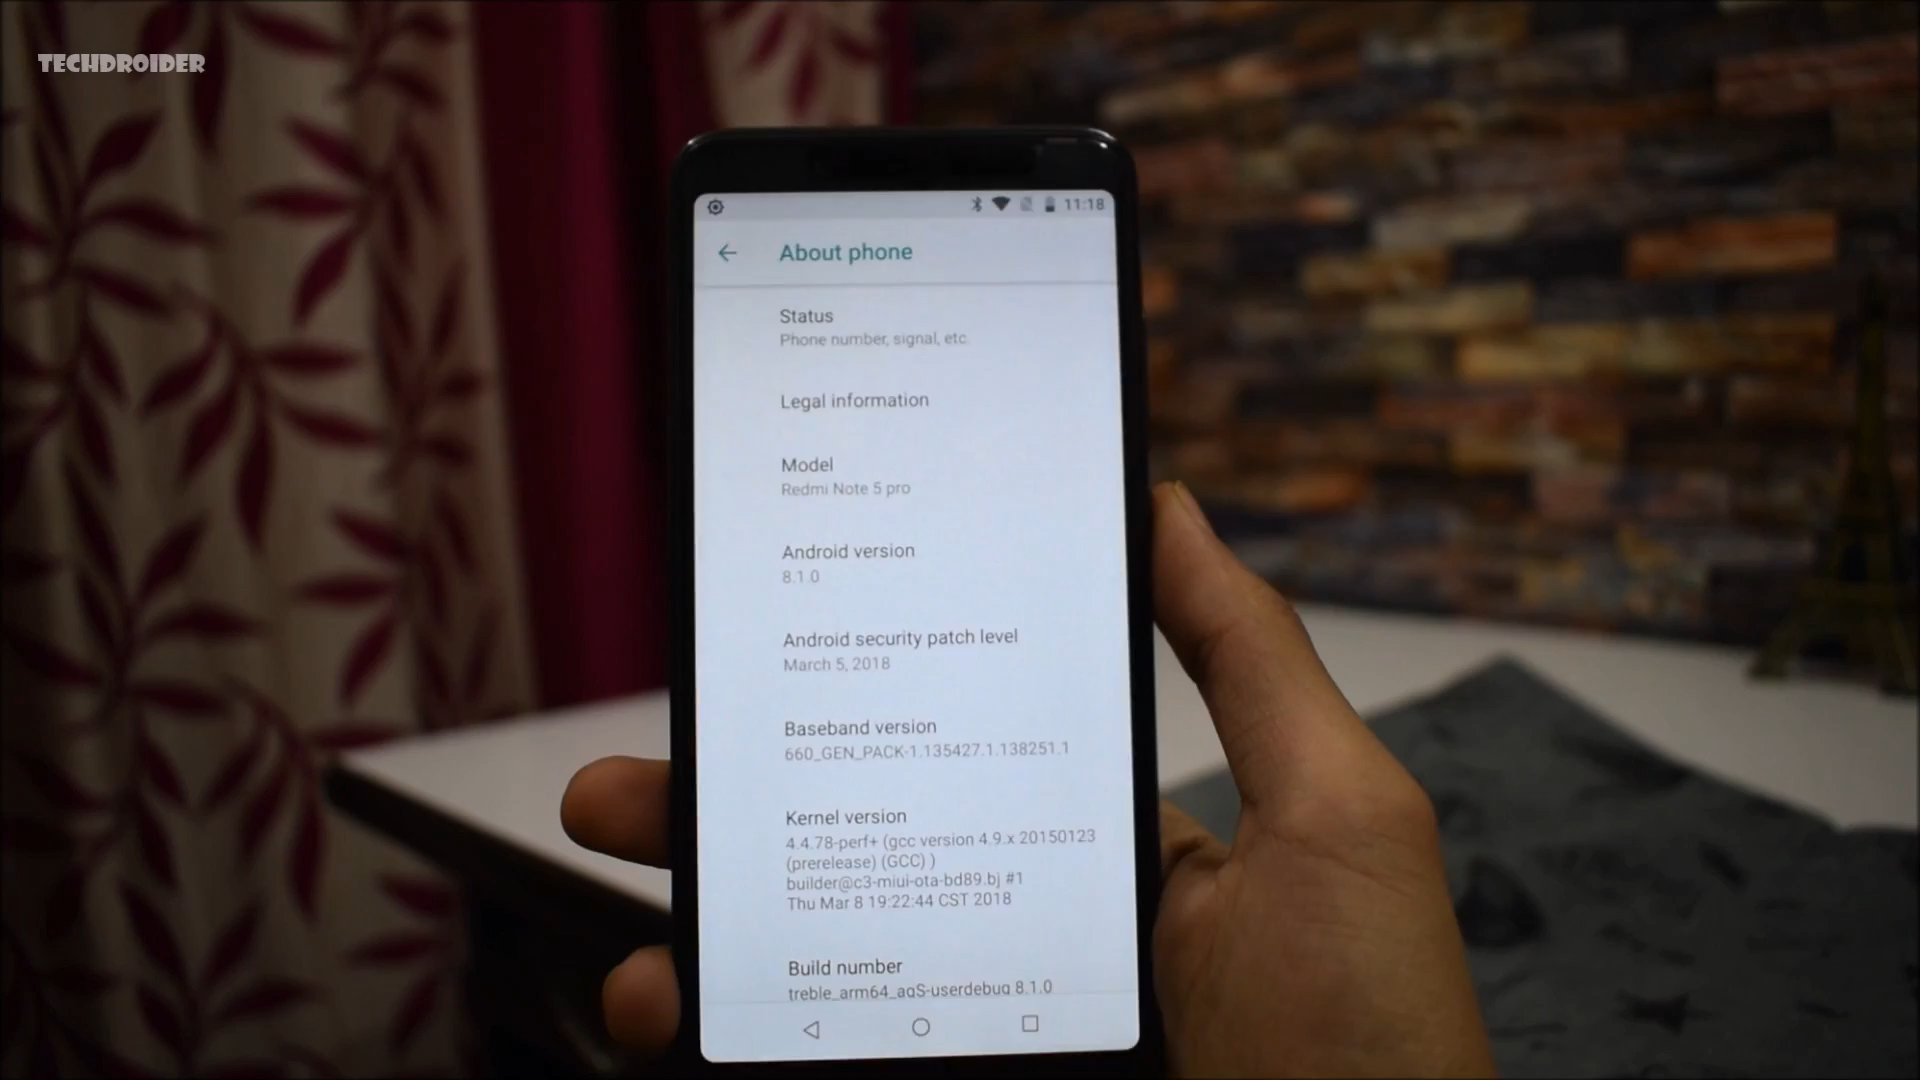 TECHDROIDER
11:18
About phone
Status
Phone number, signal, etc.
Legal information
Model
Redmi Note 5 pro
Android version
8.1.0
Android security patch level
March 5, 2018
Baseband version
660_GEN_PACK-1.135427.1.138251.1
Kernel version
4.4.78-perf+ (gcc version 4.9.x 20150123
(prerelease) (GCC) )
builder@c3-miui-ota-bd89.bj #1
Thu Mar 8 19:22:44 CST 2018
Build number
treble_arm64_agS-userdebug 8.1.0